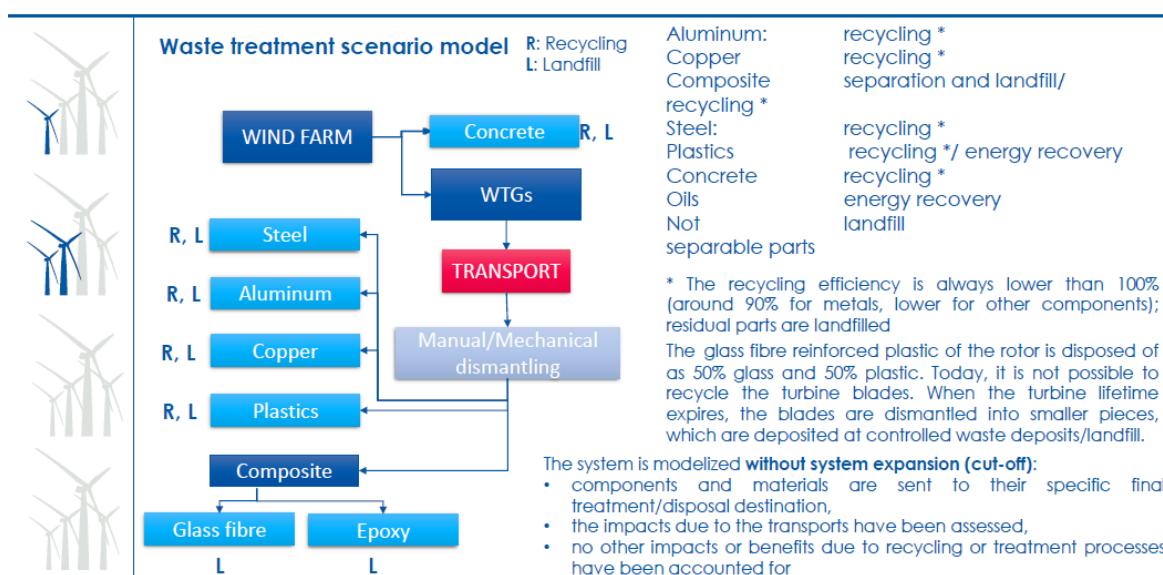 Waste treatment scenario model
R: Recycling
L: Landfill
WIND FARM
Concrete
R, L
WTGs
TRANSPORT
Manual/Mechanical
dismantling
R, L
Steel
R, L
Aluminum
R, L
Copper
R, L
Plastics
Composite
Glass fibre
Epoxy
L
L
Aluminum: recycling *
Copper recycling *
Composite separation and landfill/
recycling *
Steel: recycling *
Plastics recycling */ energy recovery
Concrete recycling *
Oils energy recovery
Not landfill
separable parts
* The recycling efficiency is always lower than 100%
(around 90% for metals, lower for other components);
residual parts are landfilled
The glass fibre reinforced plastic of the rotor is disposed of
as 50% glass and 50% plastic. Today, it is not possible to
recycle the turbine blades. When the turbine lifetime
expires, the blades are dismantled into smaller pieces,
which are deposited at controlled waste deposits/landfill.
The system is modelized without system expansion (cut-off):
• components and materials are sent to their specific final
treatment/disposal destination,
• the impacts due to the transports have been assessed,
• no other impacts or benefits due to recycling or treatment processes
have been accounted for